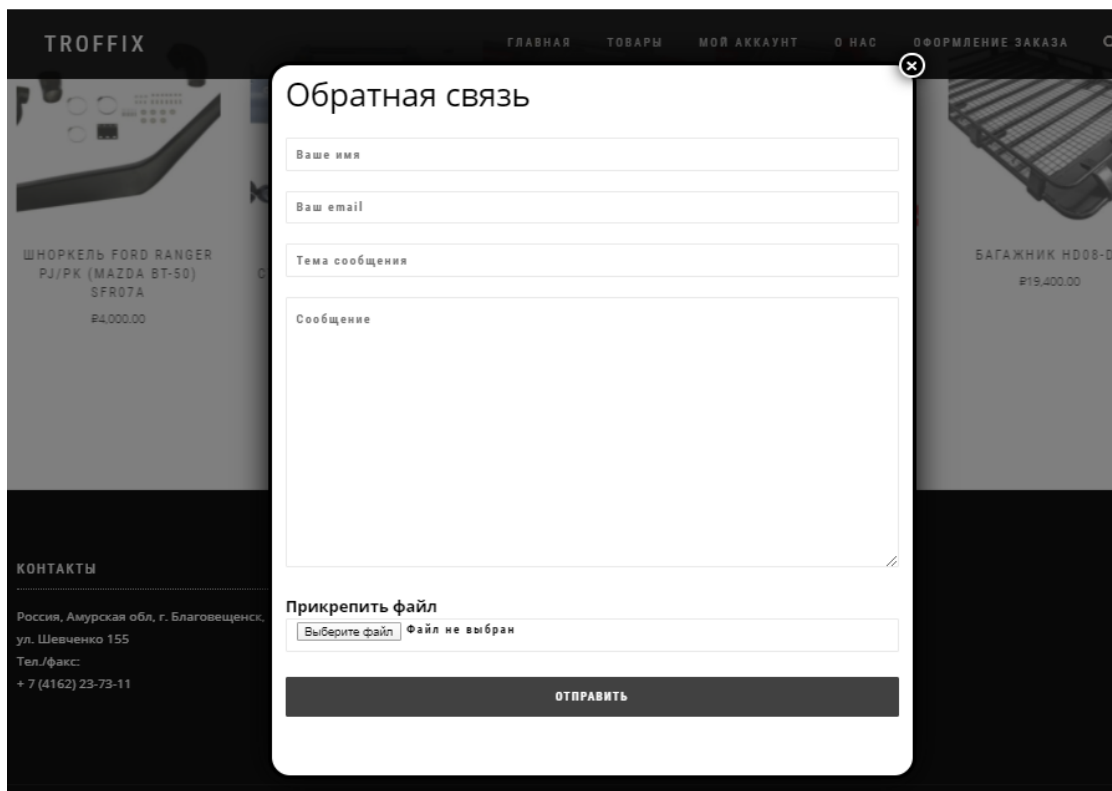 TROFFIX
ГЛАВНАЯ ТОВАРЫ МОЙ АККАУНТ О НАС ОФОРМЛЕНИЕ ЗАКАЗА
Обратная связь
Ваше имя
Ваш email
Тема сообщения
Сообщение
Прикрепить файл
Выберите файл Файл не выбран
ОТПРАВИТЬ
ШНОРКЕЛЬ FORD RANGER
PJ/PK (MAZDA BT-50)
SFR07A
₽4,000.00
БАГАЖНИК HD08-D
₽19,400.00
КОНТАКТЫ
Россия, Амурская обл, г. Благовещенск,
ул. Шевченко 155
Тел./факс:
+ 7 (4162) 23-73-11